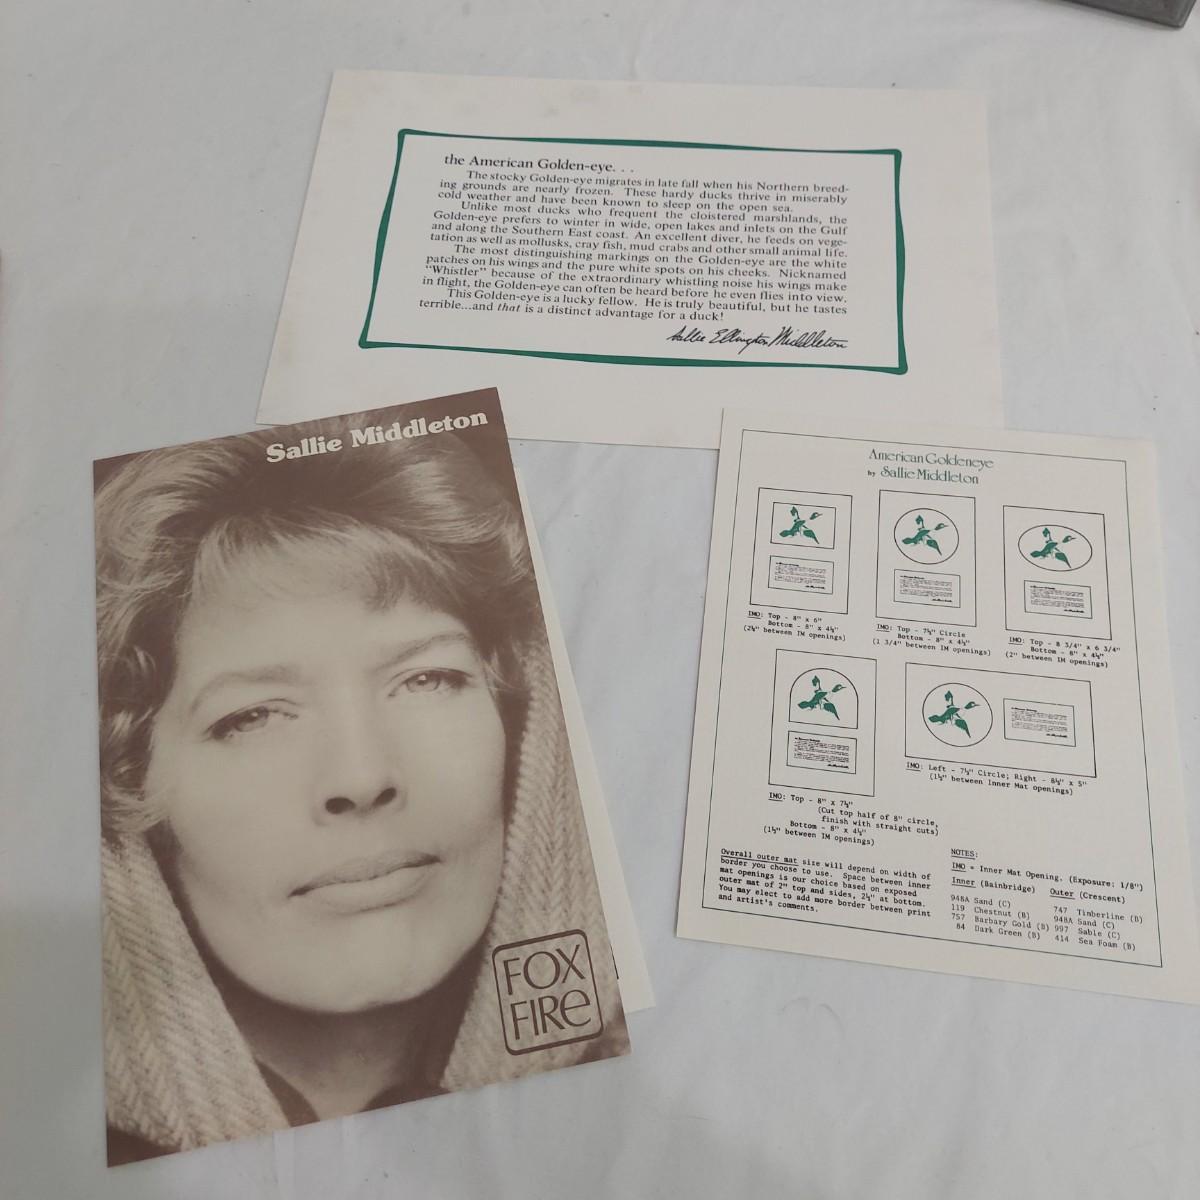 the American Golden-eye. . .
The stocky Golden-eye migrates in late fall when his Northern breed-
ing grounds are nearly frozen. These hardy ducks thrive in miserably
cold weather and have been known to sleep on the open sea.
Unlike most ducks who frequent the cloistered marshlands, the
Golden-eye prefers to winter in wide, open lakes and inlets on the Gulf
and along the Southern East coast. An excellent diver, he feeds on vege-
tation as well as mollusks, cray fish, mud crabs and other small animal life.
The most distinguishing markings on the Golden-eye are the white
patches on his wings and the pure white spots on his cheeks. Nicknamed
"Whistler" because of the extraordinary whistling noise his wings make
in flight, the Golden-eye can often be heard before he even flies into view.
This Golden-eye is a lucky fellow. He is truly beautiful, but he tastes
terrible...and that is a distinct advantage for a duck!
Sallie Ellington Middleton
Sallie Middleton
FOX
FIRE
American Goldeneye
by Sallie Middleton
IMO: Top - 8" x 6"
Bottom - 8" x 4½"
(2½" between IM openings)
IMO: Top - 7½" Circle
Bottom - 8" x 4½"
(1 3/4" between IM openings)
IMO: Top - 8 3/4" x 6 3/4"
Bottom - 8" x 4½"
(2" between IM openings)
IMO: Top - 8" x 7½"
(Cut top half of 8" circle,
finish with straight cuts)
Bottom - 8" x 4½"
(1½" between IM openings)
IMO: Left - 7½" Circle; Right - 8½" x 5"
(1½" between Inner Mat openings)
Overall outer mat size will depend on width of
border you choose to use. Space between inner
mat openings is our choice based on exposed
outer mat of 2" top and sides, 2½" at bottom.
You may elect to add more border between print
and artist's comments.
NOTES:
IMO = Inner Mat Opening. (Exposure: 1/8")
Inner (Bainbridge) Outer (Crescent)
948A Sand (C) 747 Timberline (B)
119 Chestnut (B) 948A Sand (C)
757 Barbary Gold (B) 997 Sable (C)
84 Dark Green (B) 414 Sea Foam (B)